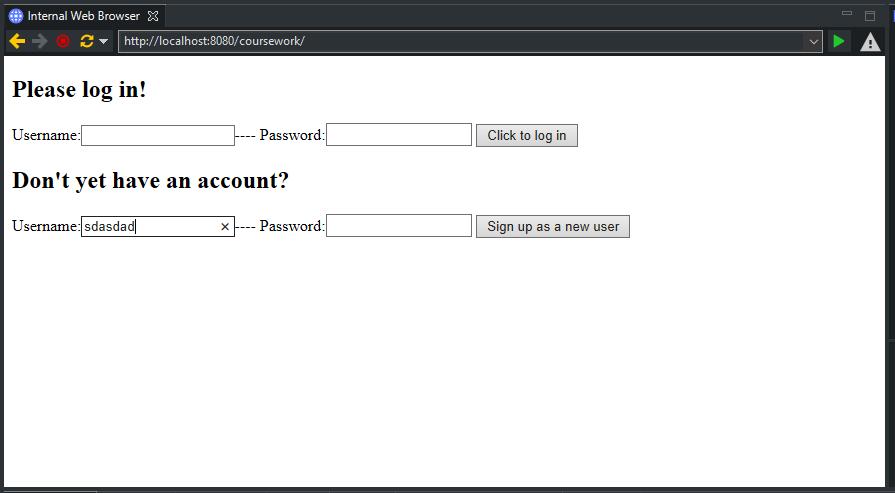 Internal Web Browser
http://localhost:8080/coursework/
Please log in!
Username: ---- Password: Click to log in
Don't yet have an account?
Username: sdasdad ---- Password: Sign up as a new user